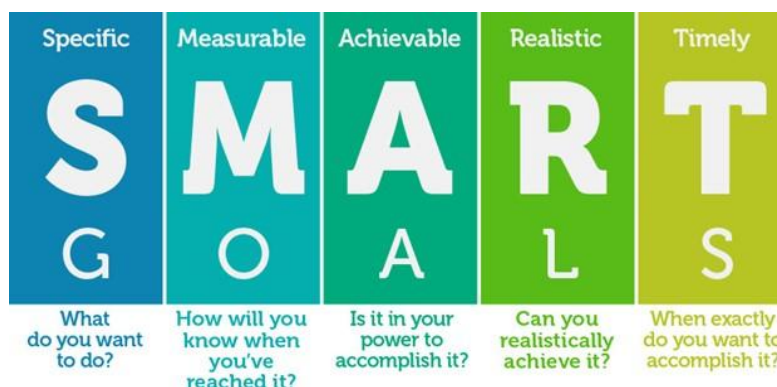 Specific Measurable Achievable Realistic Timely
S M A R T
G O A L S
What
do you want
to do?
How will you
know when
you've
reached it?
Is it in your
power to
accomplish it?
Can you
realistically
achieve it?
When exactly
do you want to
accomplish it?